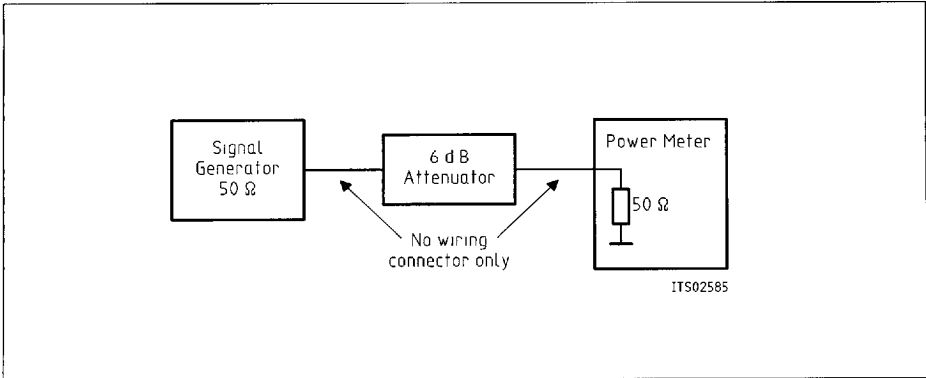 Signal
Generator
50 Ω
6 dB
Attenuator
Power Meter
50 Ω
No wiring
connector only
ITS02585